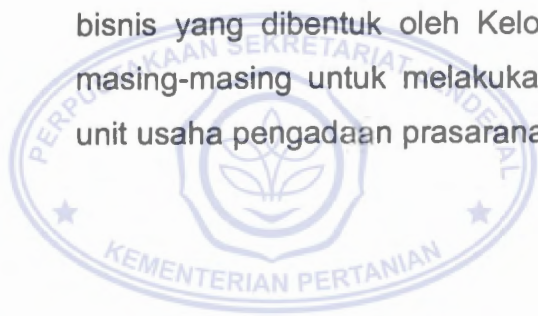 bisnis yang dibentuk oleh Kelo
masing-masing untuk melakuka
unit usaha pengadaan prasarana
PERPUSTAKAAN SEKRETARIAT JENDERAL
KEMENTERIAN PERTANIAN